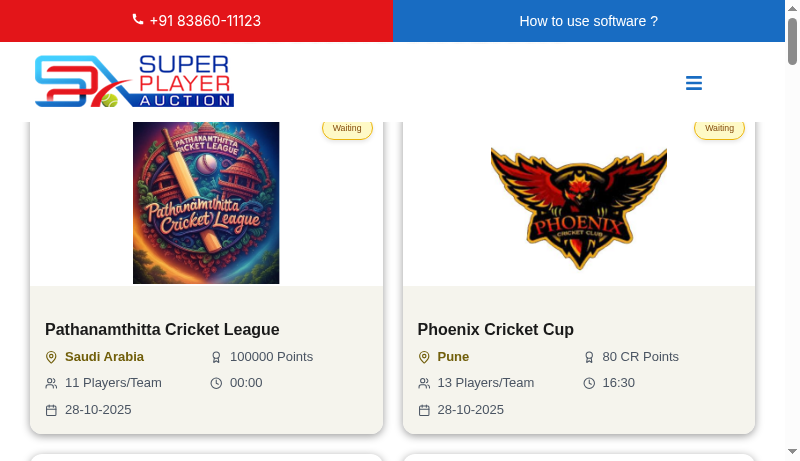 +91 83860-11123
How to use software ?
SUPER
PLAYER
AUCTION
Waiting
Waiting
PATHANAMTHITTA
CRICKET LEAGUE
Pathanamthitta
Cricket League
PHOENIX
CRICKET CLUB
Pathanamthitta Cricket League
Saudi Arabia
100000 Points
11 Players/Team
00:00
28-10-2025
Phoenix Cricket Cup
Pune
80 CR Points
13 Players/Team
16:30
28-10-2025